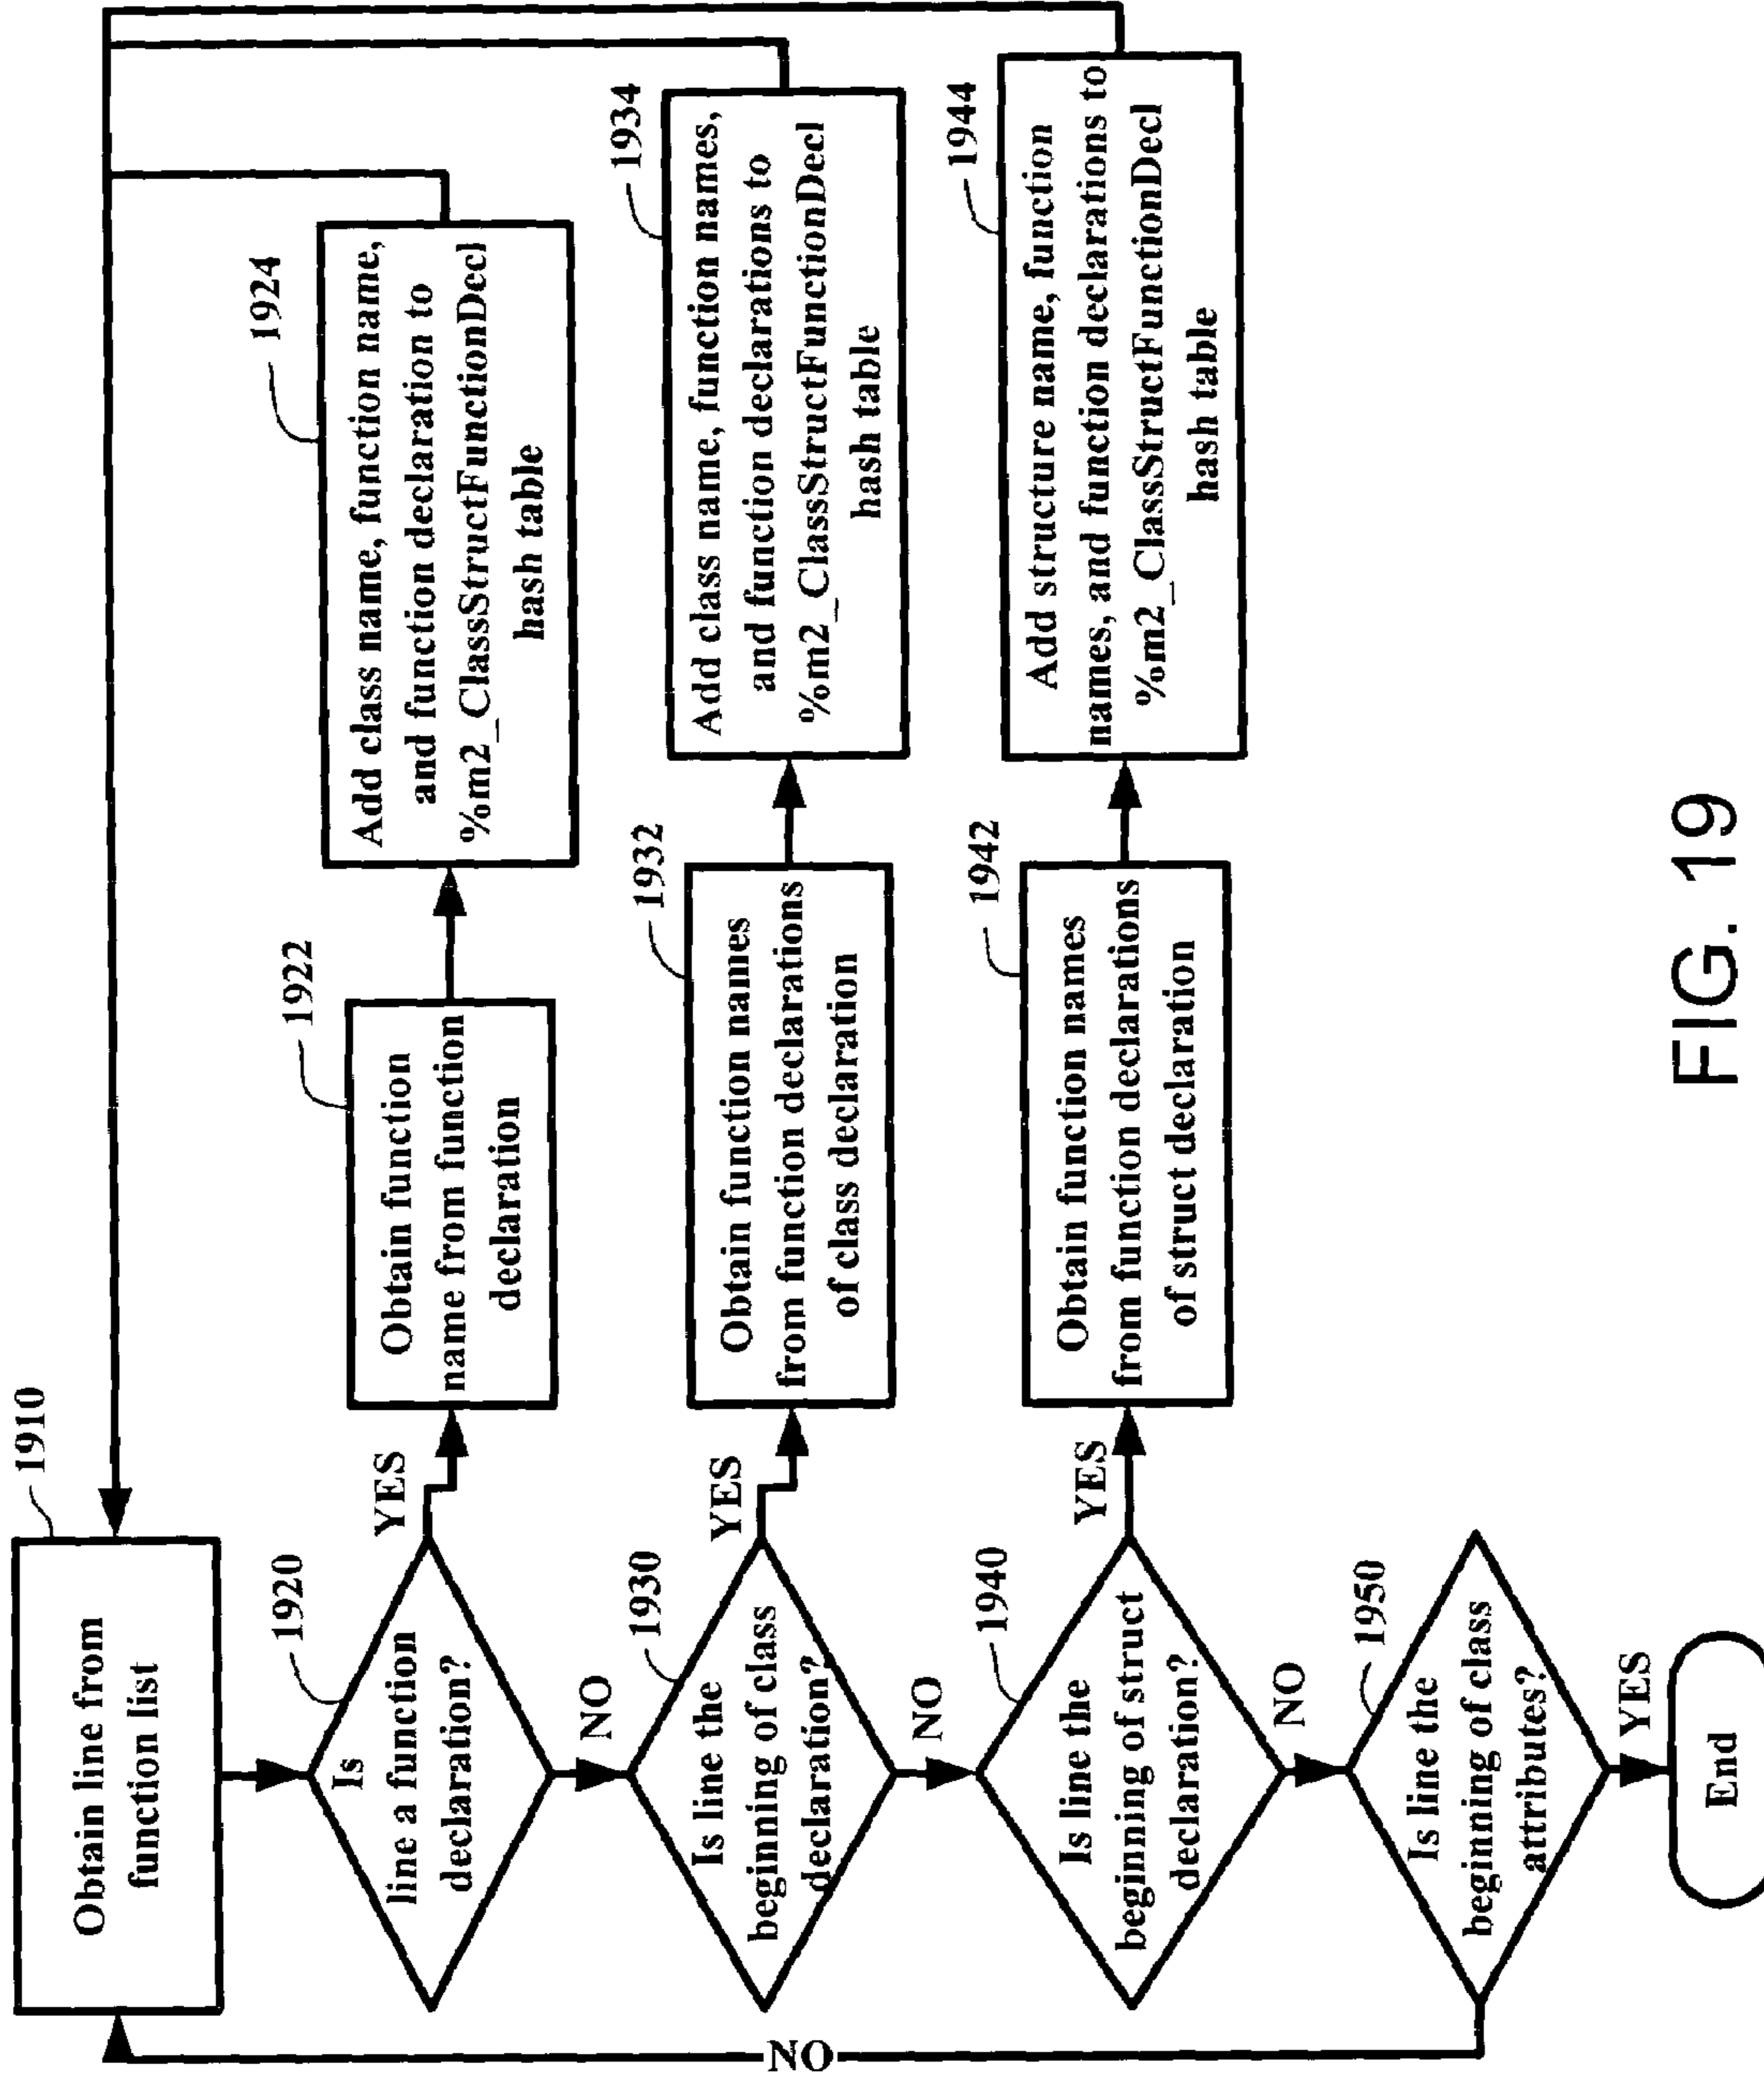 1910
Obtain line from
function list
1920
Is
line a function
declaration?
YES
1922
Obtain function
name from function
declaration
1924
Add class name, function name,
and function declaration to
%m2_ClassStructFunctionDecl
hash table
NO
1930
Is line the
beginning of class
declaration?
YES
1932
Obtain function names
from function declarations
of class declaration
1934
Add class name, function names,
and function declarations to
%m2_ClassStructFunctionDecl
hash table
NO
1940
Is line the
beginning of struct
declaration?
YES
1942
Obtain function names
from function declarations
of struct declaration
1944
Add structure name, function
names, and function declarations to
%m2_ClassStructFunctionDecl
hash table
NO
1950
Is line the
beginning of class
attributes?
NO
YES
End
FIG. 19